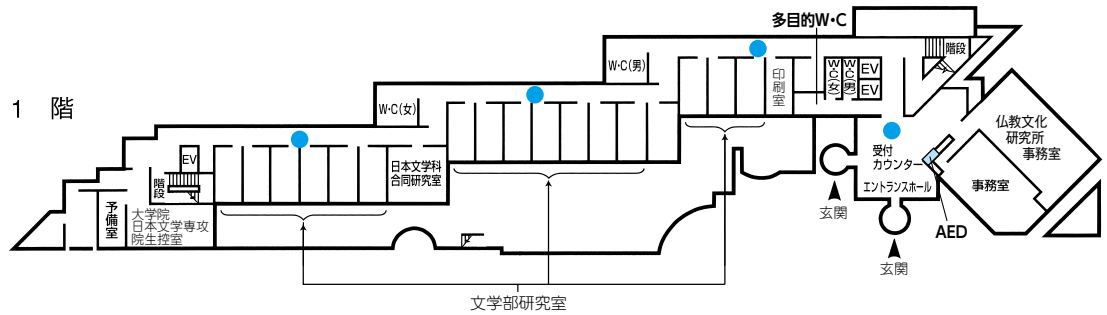 1 階
多目的W・C
階段
W・C(男)
印刷室
W・C(女)
W・C(男)
EV
EV
W・C(女)
仏教文化
研究所
事務室
受付
カウンター
エントランスホール
事務室
EV
階段
日本文学科
合同研究室
予備室
大学院
日本文学専攻
院生控室
玄関
AED
玄関
文学部研究室